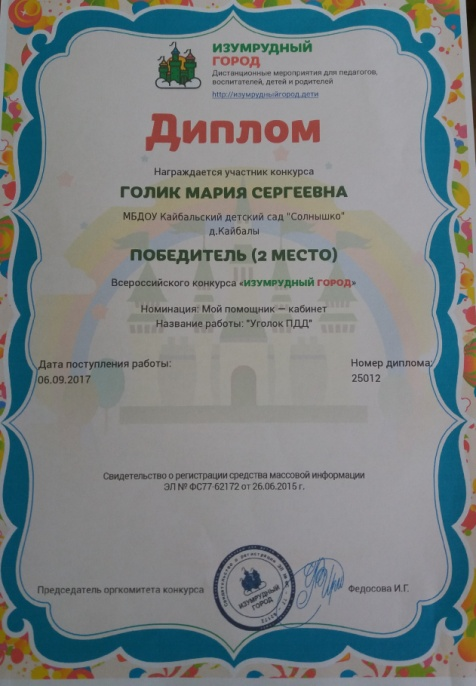 ИЗУМРУДНЫЙ
ГОРОД
Дистанционные мероприятия для педагогов,
воспитателей, детей и родителей
http://изумрудныйгород.дети
Диплом
Награждается участник конкурса
ГОЛИК МАРИЯ СЕРГЕЕВНА
МБДОУ Кайбальский детский сад "Солнышко"
д.Кайбалы
ПОБЕДИТЕЛЬ (2 МЕСТО)
Всероссийского конкурса «ИЗУМРУДНЫЙ ГОРОД»
Номинация: Мой помощник — кабинет
Название работы: "Уголок ПДД"
Дата поступления работы:
06.09.2017
Номер диплома:
25012
Свидетельство о регистрации средства массовой информации
ЭЛ № ФС77-62172 от 26.06.2015 г.
Председатель оргкомитета конкурса
ИЗУМРУДНЫЙ
ГОРОД
Федосова И.Г.